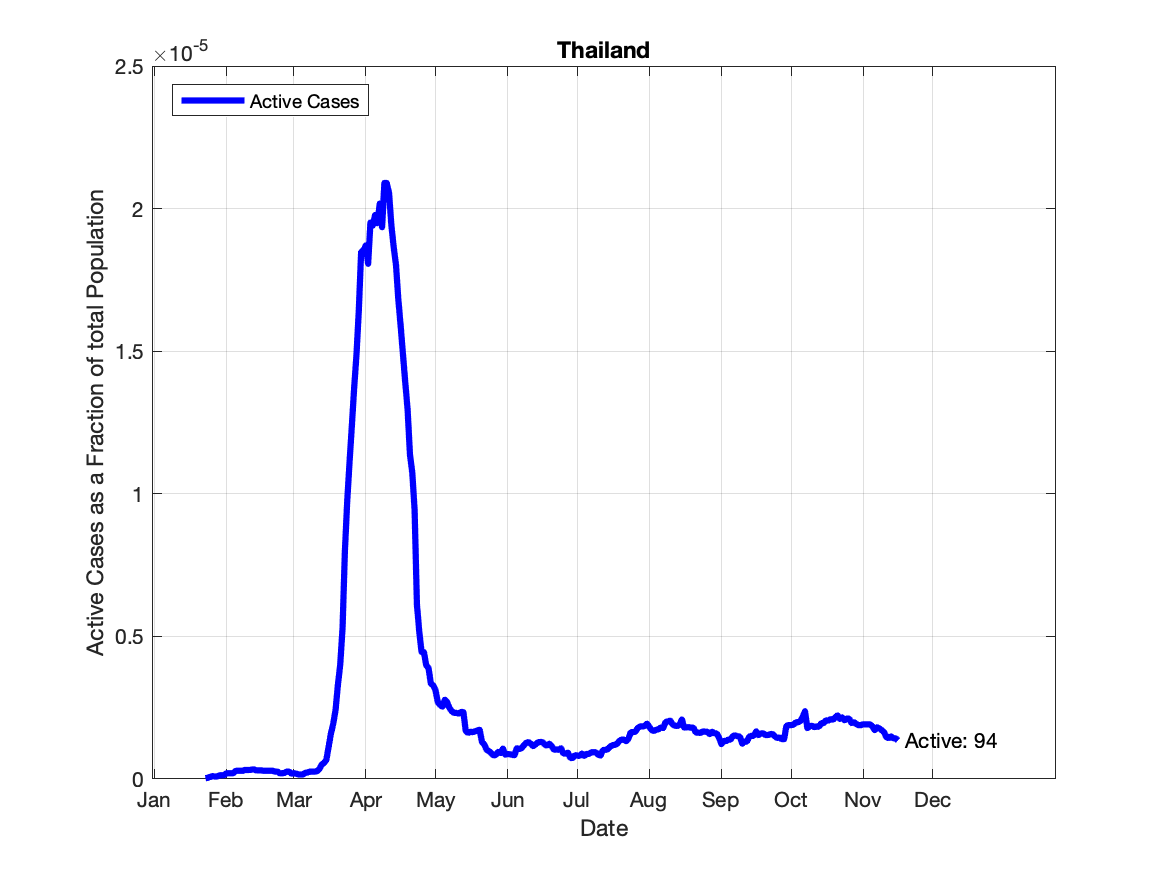 Thailand
×10-5
2.5
2
1.5
1
0.5
0
Active Cases
Active Cases as a Fraction of total Population
Active: 94
Jan Feb Mar Apr May Jun Jul Aug Sep Oct Nov Dec
Date